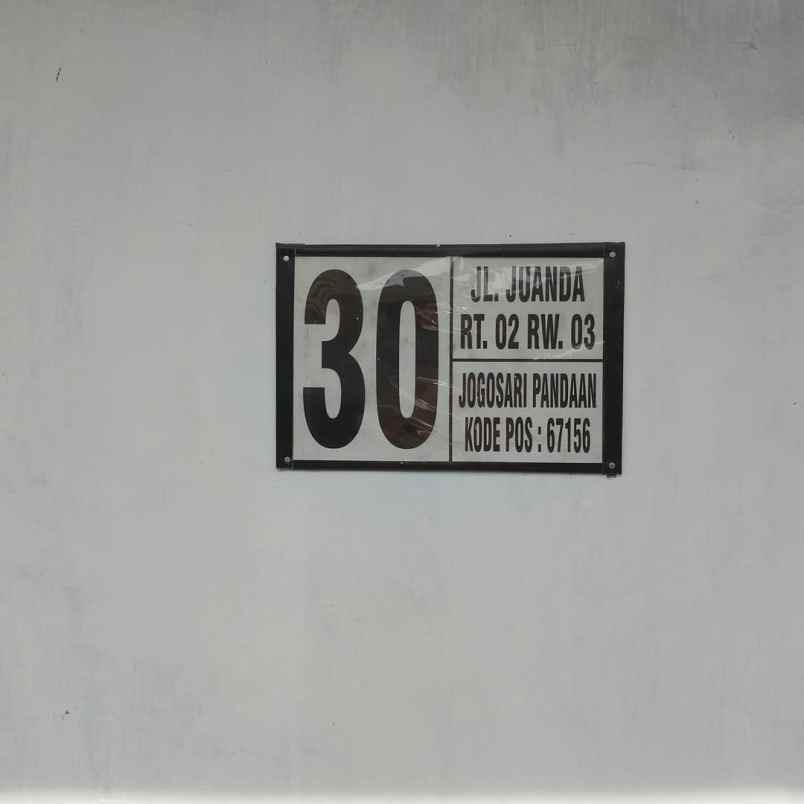 30
JL. JUANDA
RT. 02 RW. 03
JOGOSARI PANDAAN
KODE POS : 67156